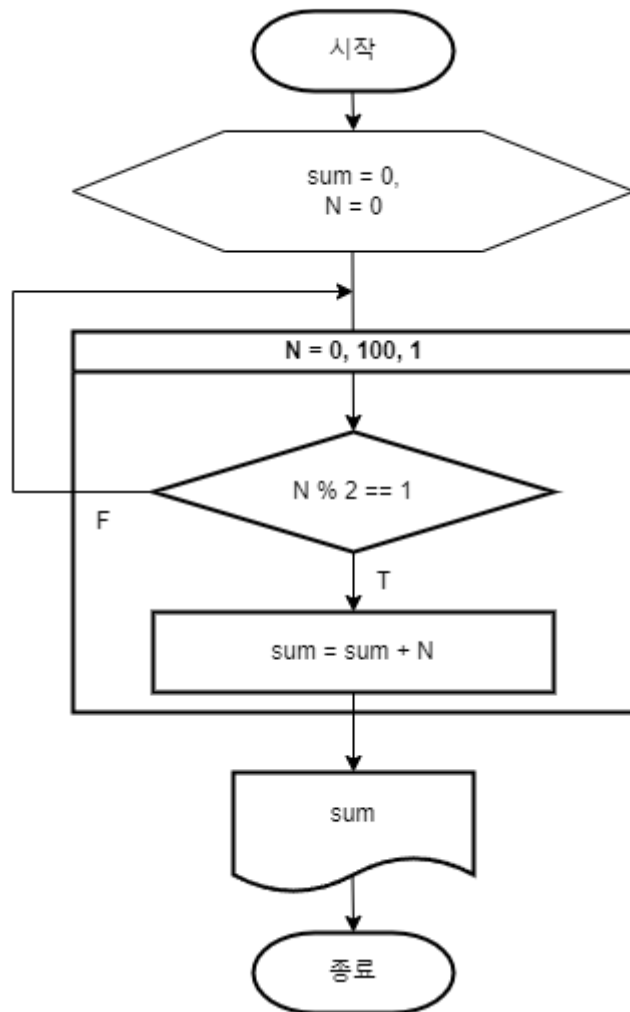 시작
sum = 0,
N = 0
N = 0, 100, 1
N % 2 == 1
F
T
sum = sum + N
sum
종료